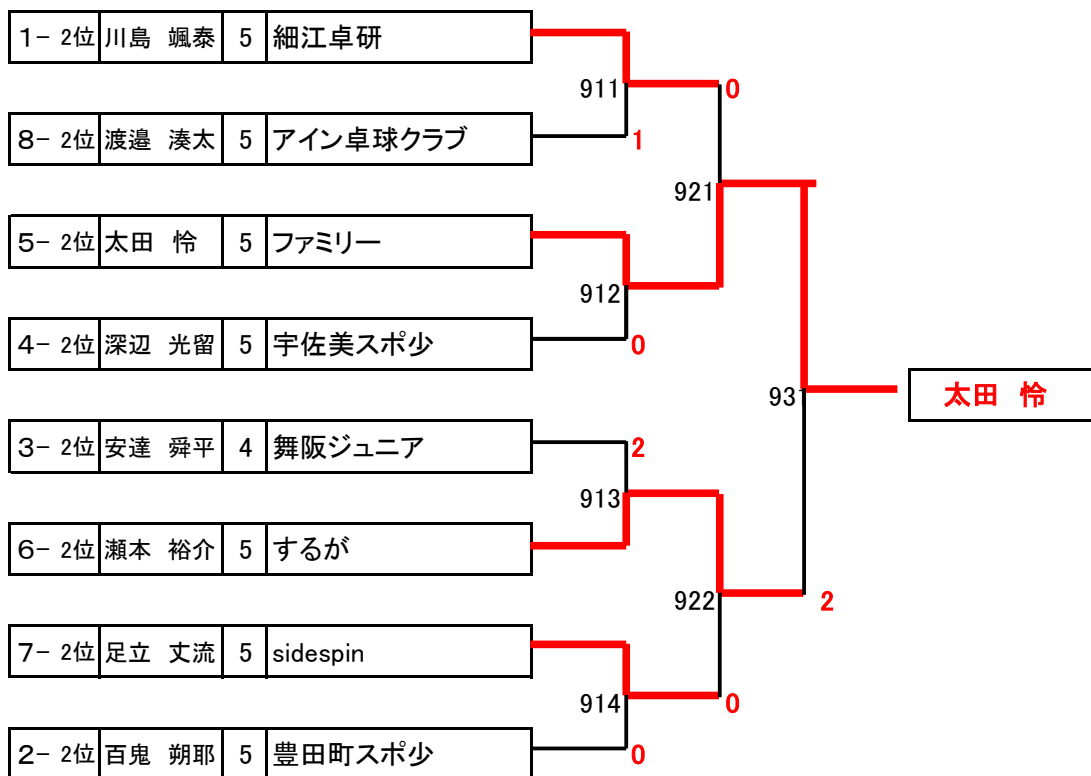 1- 2位 川島 颯泰 5 細江卓研
911
0
8- 2位 渡邉 湊太 5 アイン卓球クラブ
1
921
5- 2位 太田 怜 5 ファミリー
912
4- 2位 深辺 光留 5 宇佐美スポ少
0
93
太田 怜
3- 2位 安達 舜平 4 舞阪ジュニア
2
913
6- 2位 瀬本 裕介 5 するが
922
2
7- 2位 足立 丈流 5 sidespin
914
0
2- 2位 百鬼 朔耶 5 豊田町スポ少
0